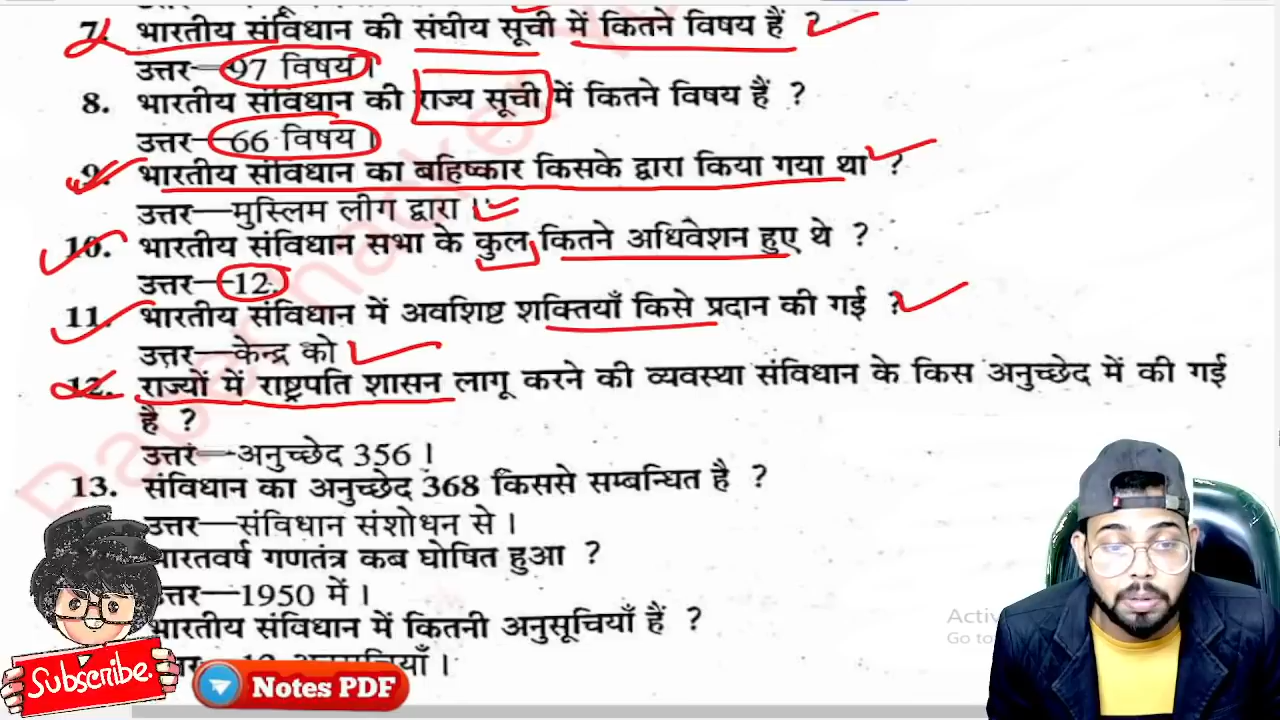 7. भारतीय संविधान की संघीय सूची में कितने विषय हैं ?
उत्तर—97 विषय।
8. भारतीय संविधान की राज्य सूची में कितने विषय हैं ?
उत्तर—66 विषय।
9. भारतीय संविधान का बहिष्कार किसके द्वारा किया गया था ?
उत्तर—मुस्लिम लीग द्वारा।
10. भारतीय संविधान सभा के कुल कितने अधिवेशन हुए थे ?
उत्तर—12.
11. भारतीय संविधान में अवशिष्ट शक्तियाँ किसे प्रदान की गई ?
उत्तर—केन्द्र को
12. राज्यों में राष्ट्रपति शासन लागू करने की व्यवस्था संविधान के किस अनुच्छेद में की गई
है ?
उत्तर—अनुच्छेद 356।
13. संविधान का अनुच्छेद 368 किससे सम्बन्धित है ?
उत्तर—संविधान संशोधन से।
भारतवर्ष गणतंत्र कब घोषित हुआ ?
उत्तर—1950 में।
भारतीय संविधान में कितनी अनुसूचियाँ हैं ?
Subscribe.
Notes PDF
Go to